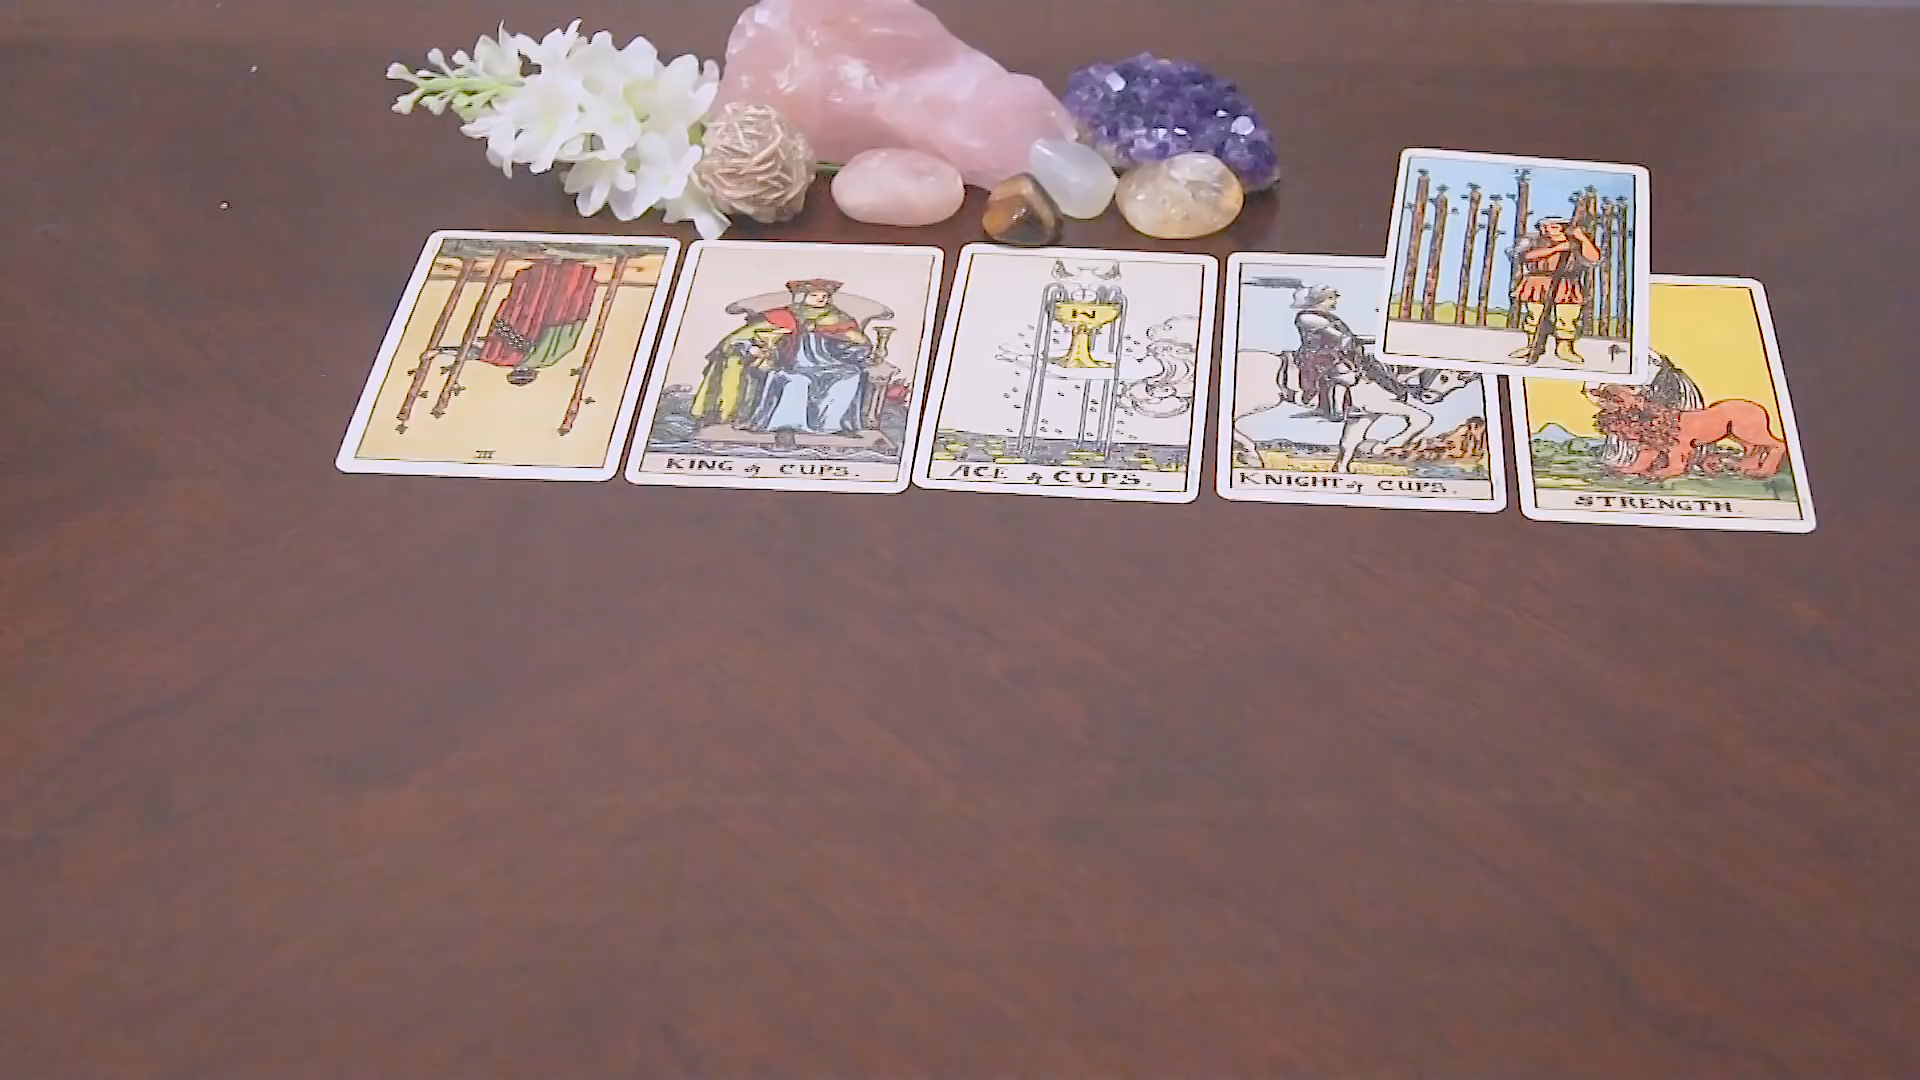 III
KING of CUPS.
ACE of CUPS.
KNIGHT of CUPS.
STRENGTH.